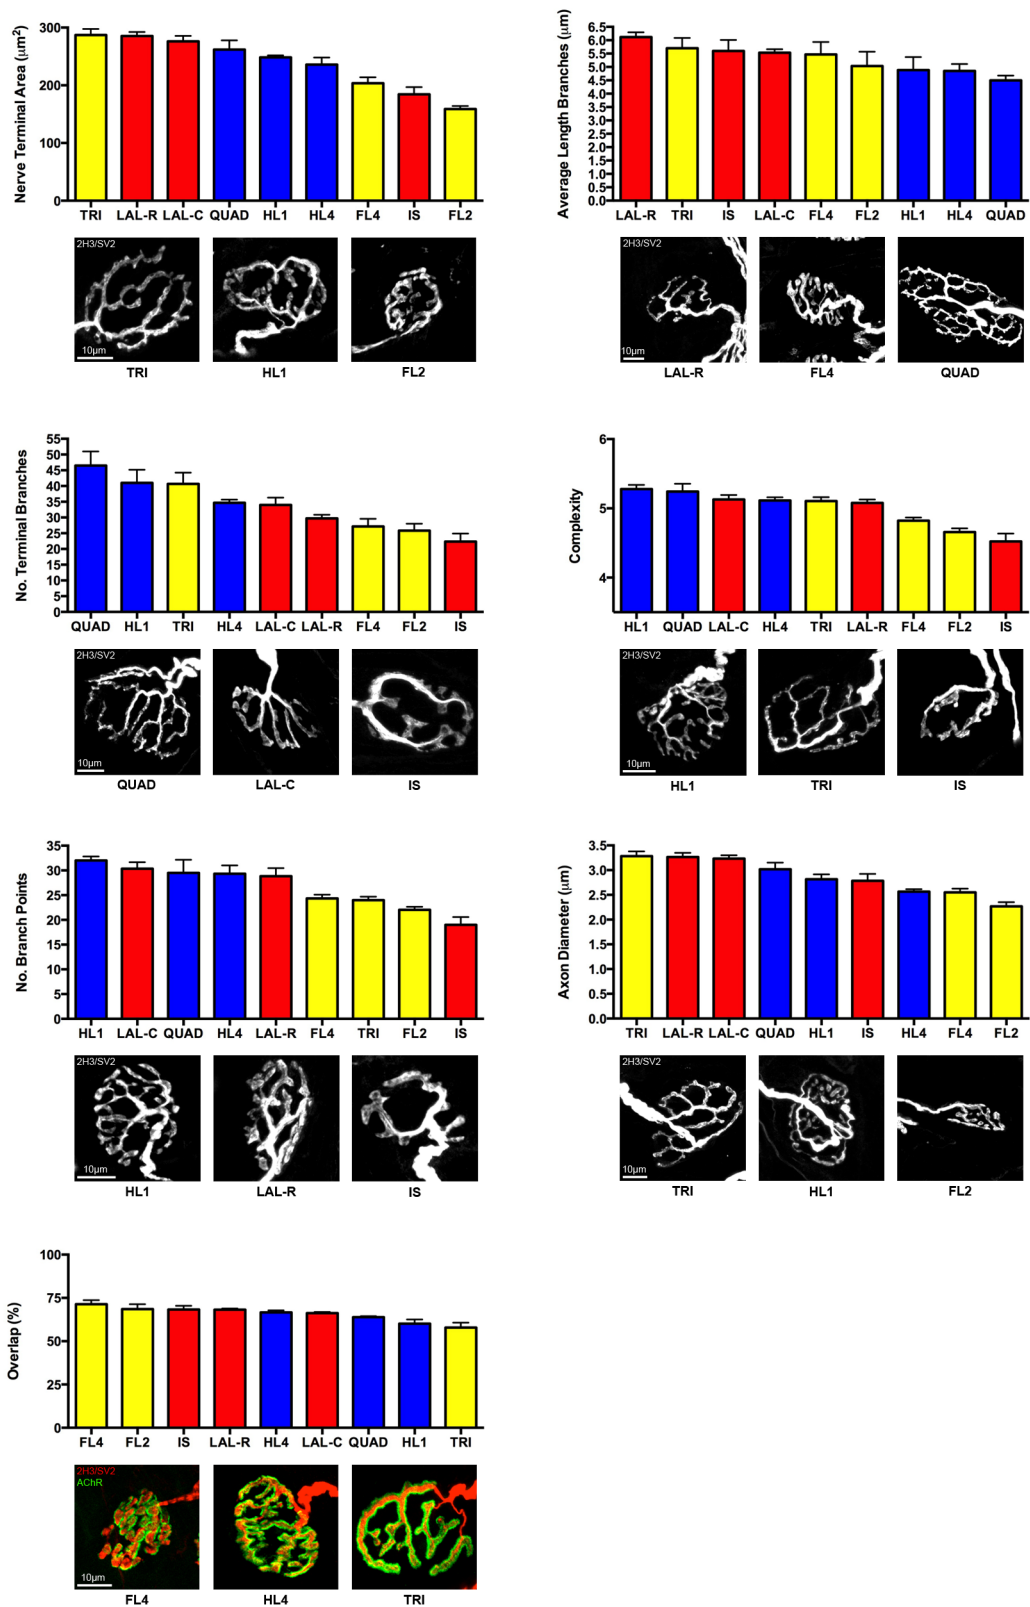 Nerve Terminal Area (µm²)
300
200
100
0
TRI LAL-R LAL-C QUAD HL1 HL4 FL4 IS FL2
2H3/SV2
10µm
TRI HL1 FL2
Average Length Branches (µm)
6.5
6.0
5.5
5.0
4.5
4.0
3.5
3.0
2.5
2.0
1.5
1.0
0.5
0.0
LAL-R TRI IS LAL-C FL4 FL2 HL1 HL4 QUAD
2H3/SV2
10µm
LAL-R FL4 QUAD
No. Terminal Branches
55
50
45
40
35
30
25
20
15
10
5
0
QUAD HL1 TRI HL4 LAL-C LAL-R FL4 FL2 IS
2H3/SV2
10µm
QUAD LAL-C IS
Complexity
6
5
4
HL1 QUAD LAL-C HL4 TRI LAL-R FL4 FL2 IS
2H3/SV2
10µm
HL1 TRI IS
No. Branch Points
35
30
25
20
15
10
5
0
HL1 LAL-C QUAD HL4 LAL-R FL4 TRI FL2 IS
2H3/SV2
10µm
HL1 LAL-R IS
Axon Diameter (µm)
3.5
3.0
2.5
2.0
1.5
1.0
0.5
0.0
TRI LAL-R LAL-C QUAD HL1 IS HL4 FL4 FL2
2H3/SV2
10µm
TRI HL1 FL2
Overlap (%)
100
75
50
25
0
FL4 FL2 IS LAL-R HL4 LAL-C QUAD HL1 TRI
2H3/SV2
AChR
10µm
FL4 HL4 TRI